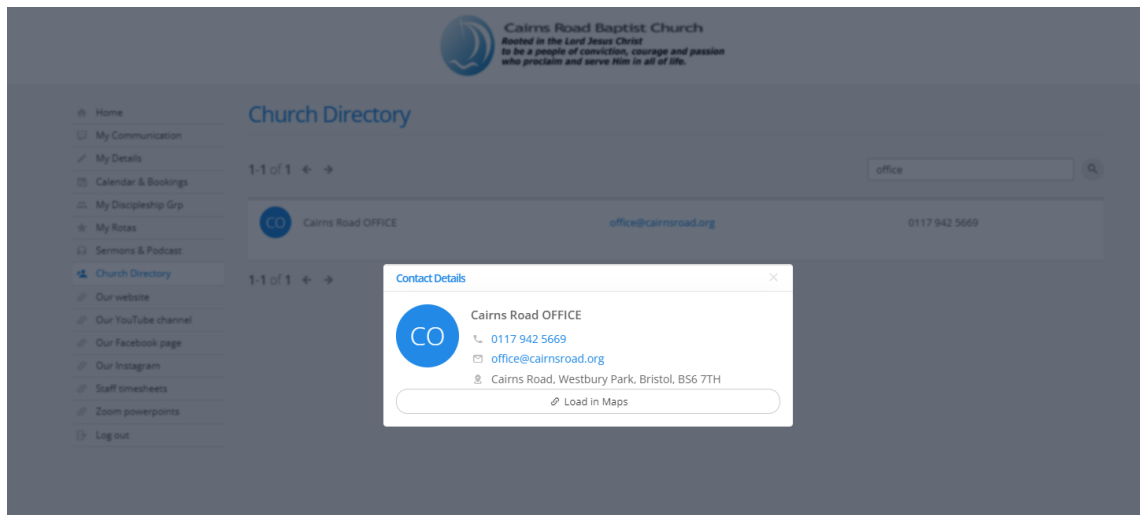 Cairns Road Baptist Church
Rooted in the Lord Jesus Christ
to be a people of conviction, courage and passion
who proclaim and serve Him in all of life.
Home
My Communication
My Details
Calendar & Bookings
My Discipleship Grp
My Rotas
Sermons & Podcast
Church Directory
Our website
Our YouTube channel
Our Facebook page
Our Instagram
Staff timesheets
Zoom powerpoints
Log out
Church Directory
1-1 of 1
office
CO
Cairns Road OFFICE
office@cairnsroad.org
0117 942 5669
1-1 of 1
Contact Details
CO
Cairns Road OFFICE
0117 942 5669
office@cairnsroad.org
Cairns Road, Westbury Park, Bristol, BS6 7TH
Load in Maps